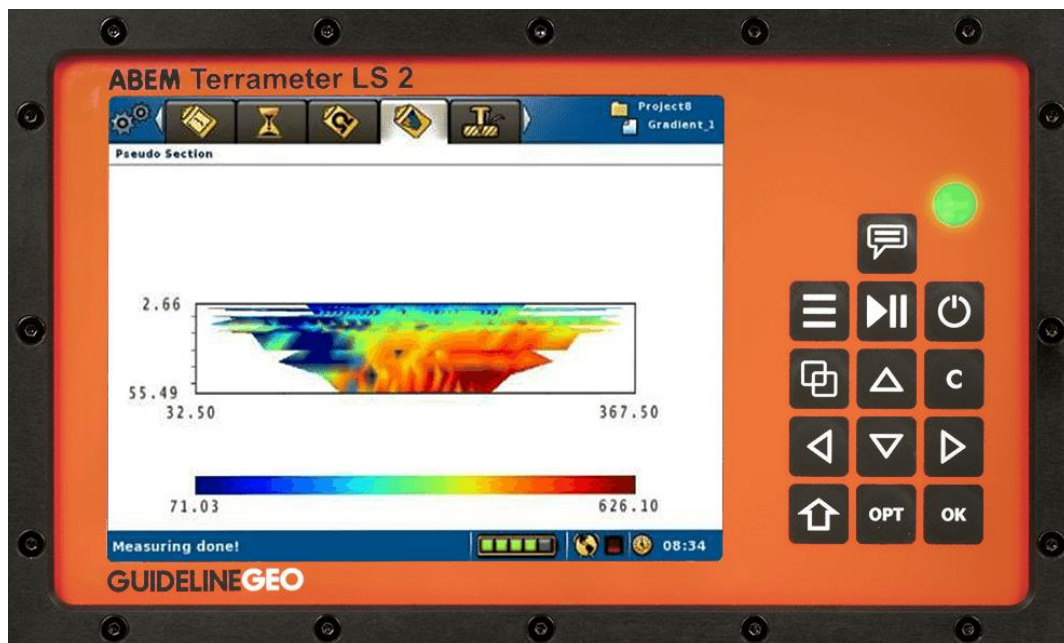 ABEM Terrameter LS 2
Project8
Gradient_1
Pseudo Section
2.66
55.49
32.50
367.50
71.03
626.10
Measuring done!
08:34
GUIDELINEGEO
C
OPT
OK